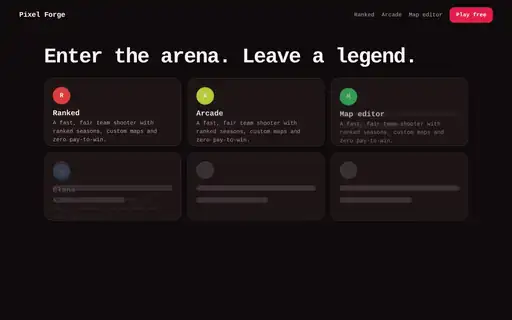 Pixel Forge
Ranked Arcade Map editor Play free
Enter the arena. Leave a legend.
R
Ranked
A fast, fair team shooter with
ranked seasons, custom maps and
zero pay-to-win.
A
Arcade
A fast, fair team shooter with
ranked seasons, custom maps and
zero pay-to-win.
M
Map editor
A fast, fair team shooter with
ranked seasons, custom maps and
zero pay-to-win.